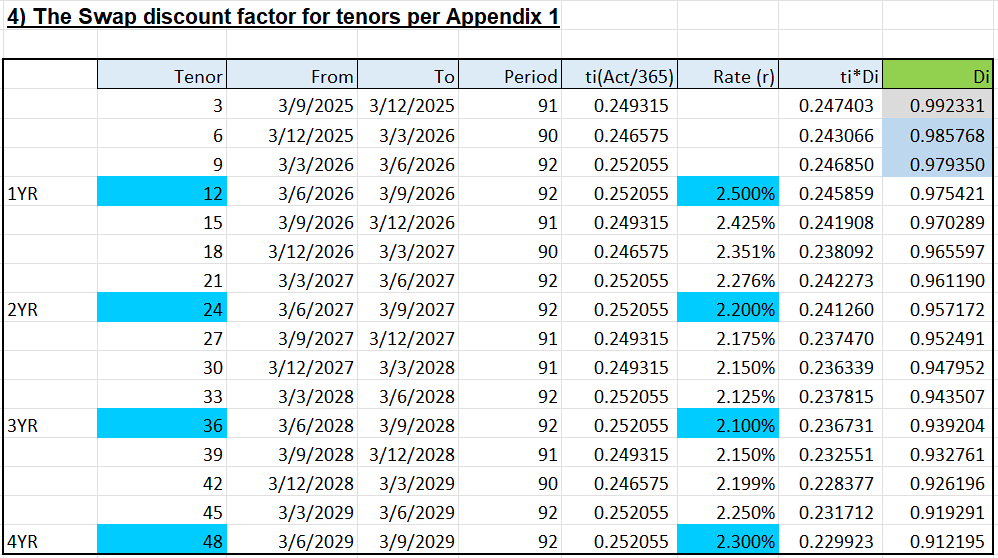 4) The Swap discount factor for tenors per Appendix 1
Tenor From To Period ti(Act/365) Rate (r) ti*Di Di
3 3/9/2025 3/12/2025 91 0.249315 0.247403 0.992331
6 3/12/2025 3/3/2026 90 0.246575 0.243066 0.985768
9 3/3/2026 3/6/2026 92 0.252055 0.246850 0.979350
1YR 12 3/6/2026 3/9/2026 92 0.252055 2.500% 0.245859 0.975421
15 3/9/2026 3/12/2026 91 0.249315 2.425% 0.241908 0.970289
18 3/12/2026 3/3/2027 90 0.246575 2.351% 0.238092 0.965597
21 3/3/2027 3/6/2027 92 0.252055 2.276% 0.242273 0.961190
2YR 24 3/6/2027 3/9/2027 92 0.252055 2.200% 0.241260 0.957172
27 3/9/2027 3/12/2027 91 0.249315 2.175% 0.237470 0.952491
30 3/12/2027 3/3/2028 91 0.249315 2.150% 0.236339 0.947952
33 3/3/2028 3/6/2028 92 0.252055 2.125% 0.237815 0.943507
3YR 36 3/6/2028 3/9/2028 92 0.252055 2.100% 0.236731 0.939204
39 3/9/2028 3/12/2028 91 0.249315 2.150% 0.232551 0.932761
42 3/12/2028 3/3/2029 90 0.246575 2.199% 0.228377 0.926196
45 3/3/2029 3/6/2029 92 0.252055 2.250% 0.231712 0.919291
4YR 48 3/6/2029 3/9/2029 92 0.252055 2.300% 0.229923 0.912195